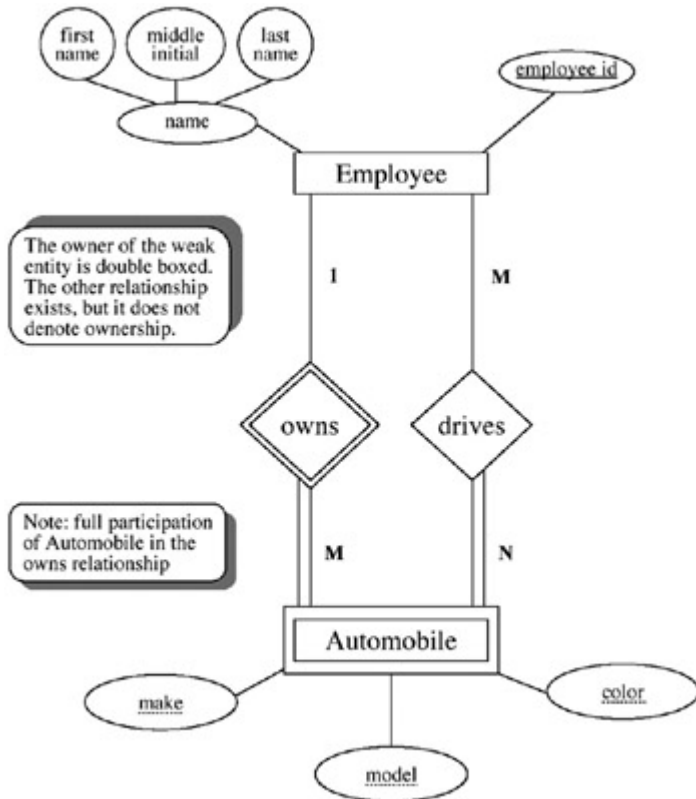 first name
middle initial
last name
name
employee id
Employee
The owner of the weak
entity is double boxed.
The other relationship
exists, but it does not
denote ownership.
1
M
owns
drives
Note: full participation
of Automobile in the
owns relationship
M
N
Automobile
make
color
model